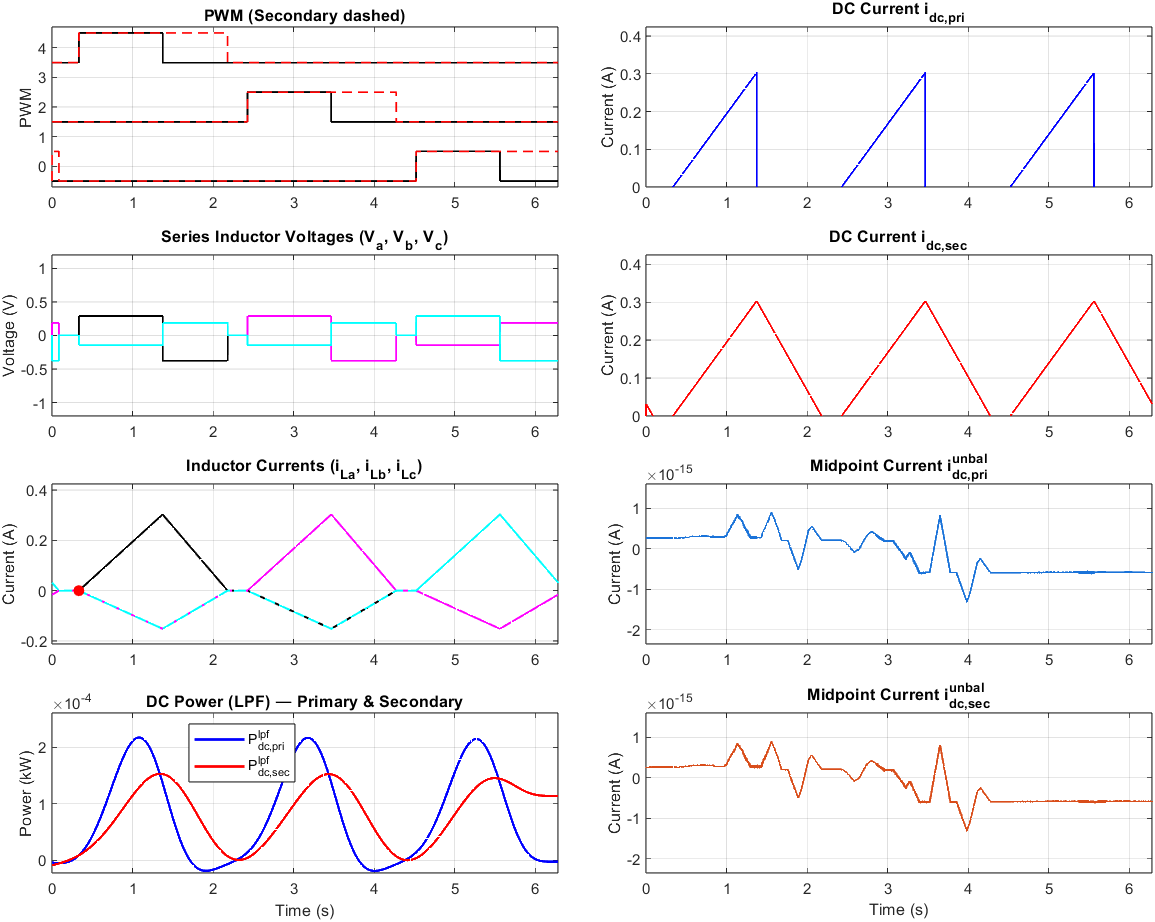 PWM (Secondary dashed)
PWM
4
3
2
1
0
0 1 2 3 4 5 6
DC Current i_dc,pri
Current (A)
0.4
0.3
0.2
0.1
0
0 1 2 3 4 5 6
Series Inductor Voltages (V_a, V_b, V_c)
Voltage (V)
1
0.5
0
-0.5
-1
0 1 2 3 4 5 6
DC Current i_dc,sec
Current (A)
0.4
0.3
0.2
0.1
0
0 1 2 3 4 5 6
Inductor Currents (i_La, i_Lb, i_Lc)
Current (A)
0.4
0.2
0
-0.2
0 1 2 3 4 5 6
Midpoint Current i_dc,pri^unbal
×10^-15
Current (A)
1
0
-1
-2
0 1 2 3 4 5 6
DC Power (LPF) — Primary & Secondary
×10^-4
Power (kW)
2
1
0
P_dc,pri^lpf
P_dc,sec^lpf
0 1 2 3 4 5 6
Time (s)
Midpoint Current i_dc,sec^unbal
×10^-15
Current (A)
1
0
-1
-2
0 1 2 3 4 5 6
Time (s)